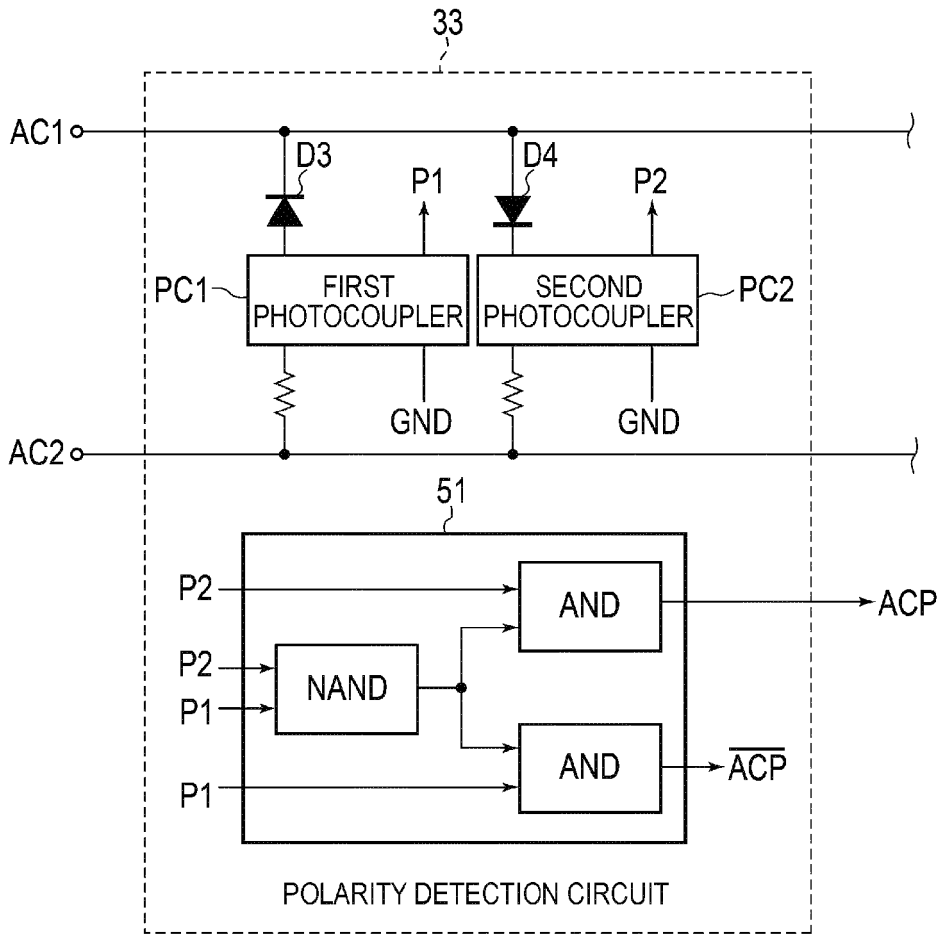 33
AC1
D3
P1
D4
P2
PC1
FIRST
PHOTOCOUPLER
SECOND
PHOTOCOUPLER
PC2
GND
GND
AC2
51
P2
AND
ACP
P2
NAND
P1
AND
A̅C̅P̅
P1
POLARITY DETECTION CIRCUIT